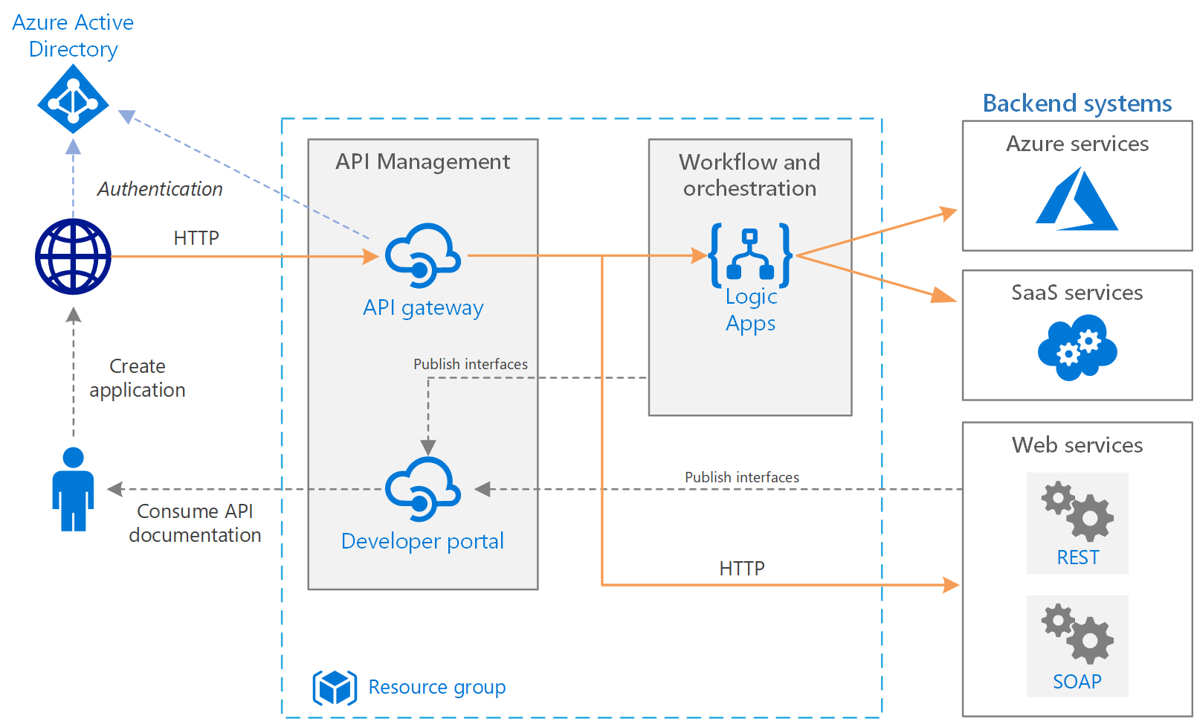 Azure Active
Directory
Authentication
HTTP
Create
application
Consume API
documentation
API Management
API gateway
Publish interfaces
Developer portal
Resource group
Workflow and
orchestration
Logic
Apps
Publish interfaces
HTTP
Backend systems
Azure services
SaaS services
Web services
REST
SOAP